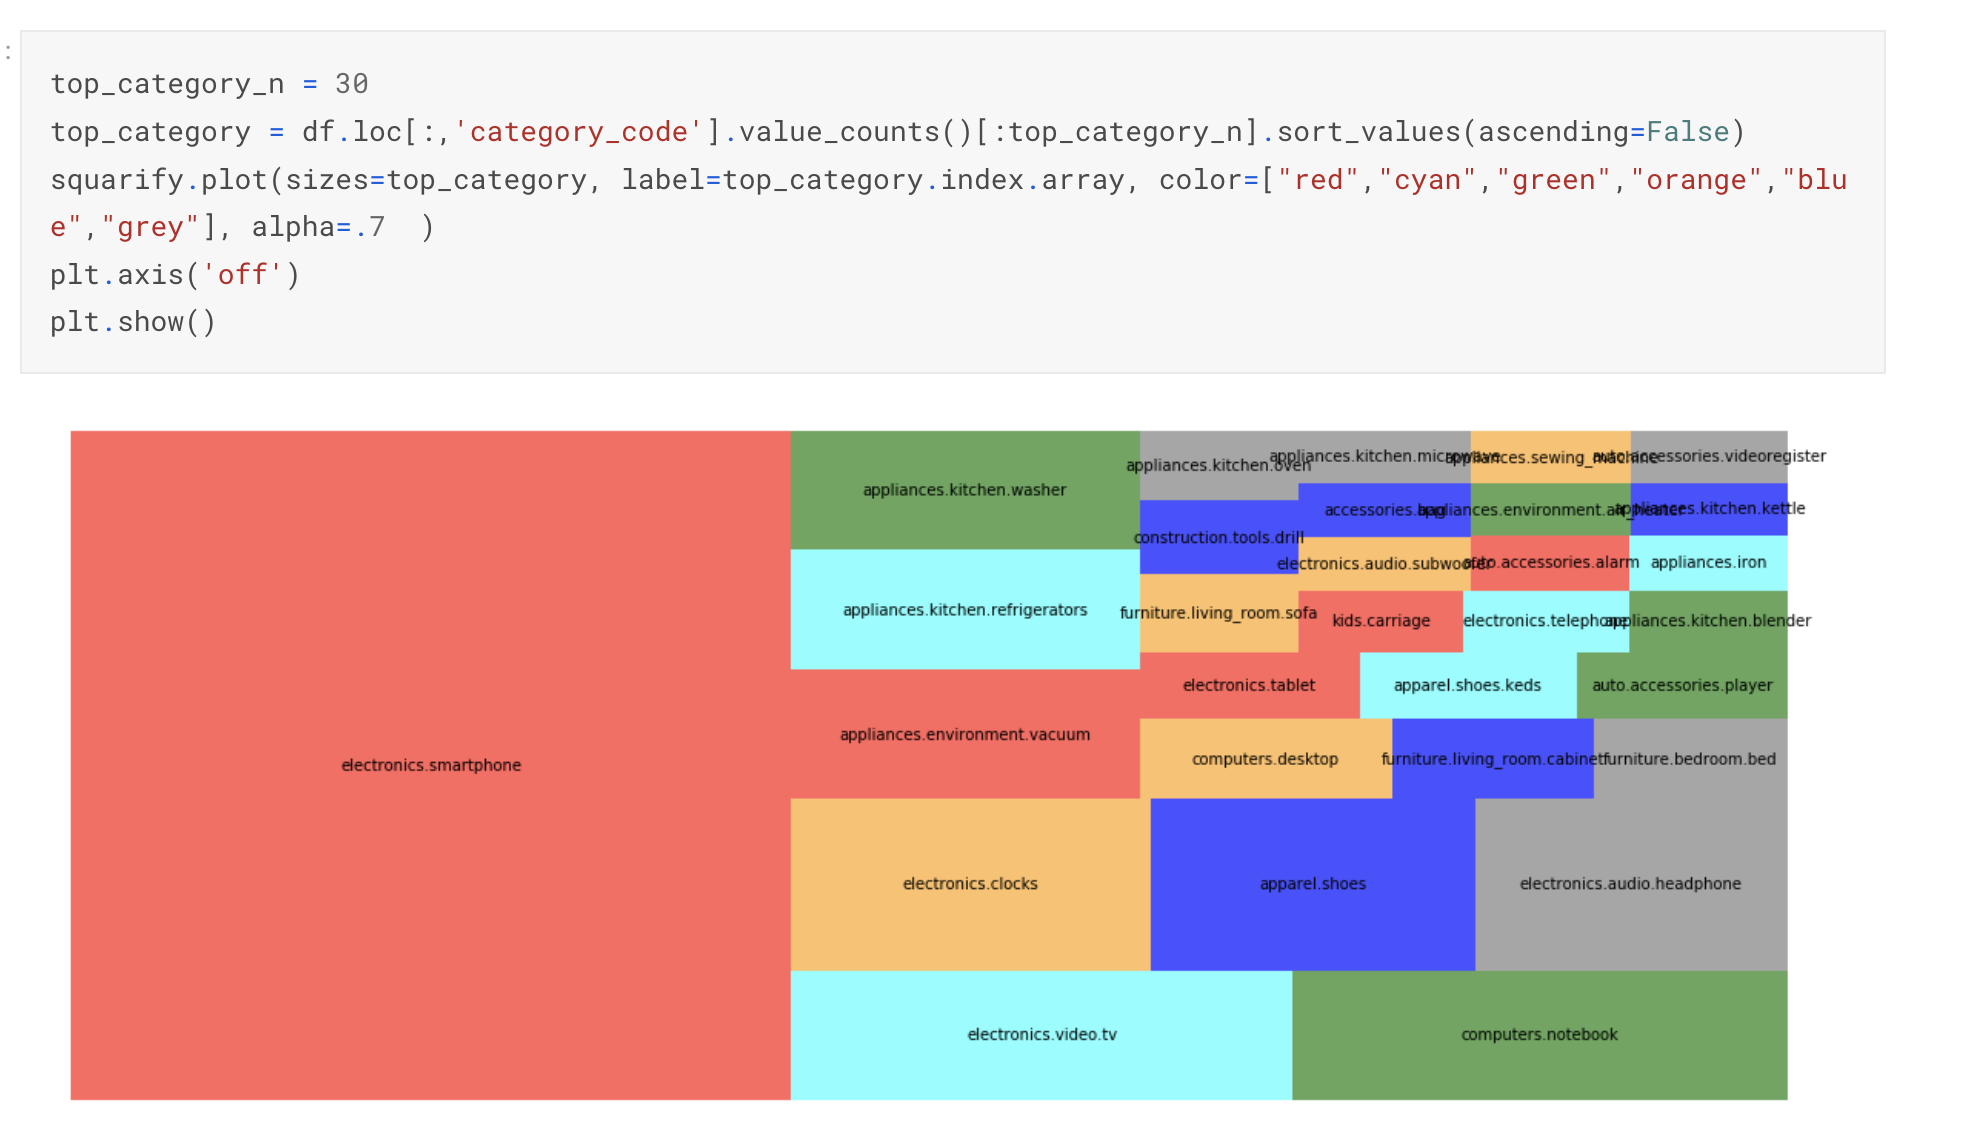 :
top_category_n = 30
top_category = df.loc[:,'category_code'].value_counts()[:top_category_n].sort_values(ascending=False)
squarify.plot(sizes=top_category, label=top_category.index.array, color=["red","cyan","green","orange","blu
e","grey"], alpha=.7  )
plt.axis('off')
plt.show()
electronics.smartphone
appliances.kitchen.washer
appliances.kitchen.refrigerators
appliances.environment.vacuum
electronics.clocks
electronics.video.tv
appliances.kitchen.oven
appliances.kitchen.microwave
appliances.sewing_machine
auto.accessories.videoregister
construction.tools.drill
accessories.bag
appliances.environment.air_heater
appliances.kitchen.kettle
electronics.audio.subwoofer
auto.accessories.alarm
appliances.iron
furniture.living_room.sofa
kids.carriage
electronics.telephone
appliances.kitchen.blender
electronics.tablet
apparel.shoes.keds
auto.accessories.player
computers.desktop
furniture.living_room.cabinet
furniture.bedroom.bed
apparel.shoes
electronics.audio.headphone
computers.notebook